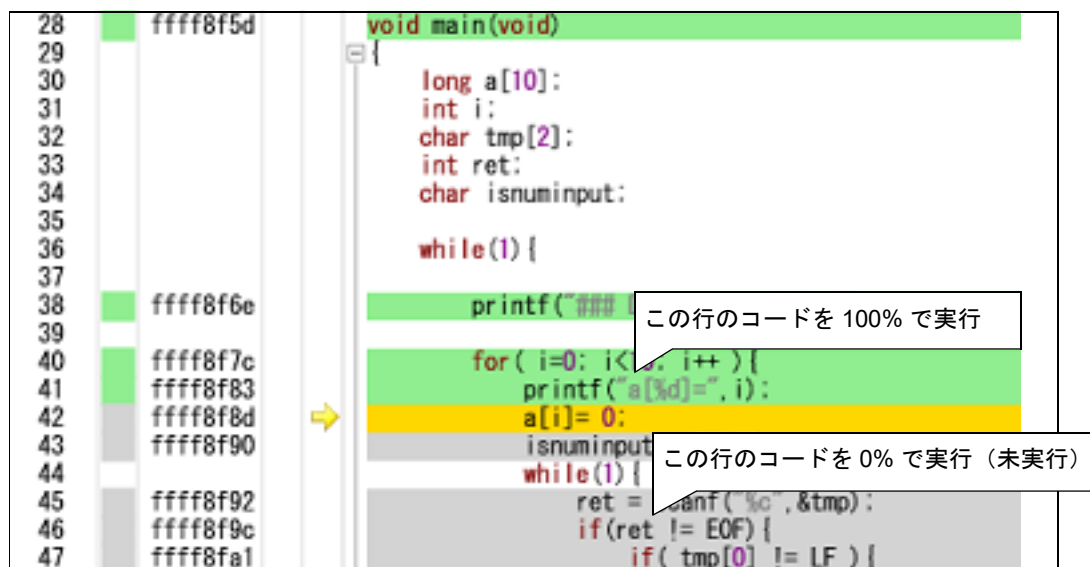 28 ffff8f5d void main(void)
29 {
30 long a[10];
31 int i;
32 char tmp[2];
33 int ret;
34 char isnuminput;
35
36 while(1){
37
38 ffff8f6e printf("###
この行のコードを 100% で実行
39
40 ffff8f7c for( i=0; i< ; i++ ){
41 ffff8f83 printf("a[%d]=", i);
42 ffff8f8d a[i]= 0;
43 ffff8f90 isnuminput
この行のコードを 0% で実行（未実行）
44 while(1){
45 ffff8f92 ret = canf("%c",&tmp);
46 ffff8f9c if(ret != EOF){
47 ffff8fa1 if( tmp[0] != LF ){